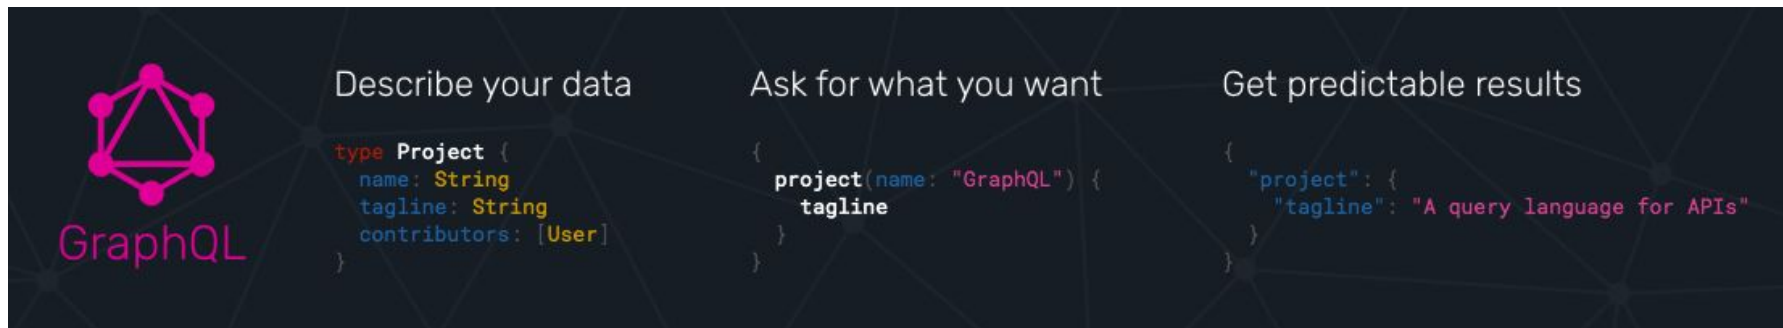 GraphQL
Describe your data
type Project {
  name: String
  tagline: String
  contributors: [User]
}
Ask for what you want
{
  project(name: "GraphQL") {
    tagline
  }
}
Get predictable results
{
  "project": {
    "tagline": "A query language for APIs"
  }
}